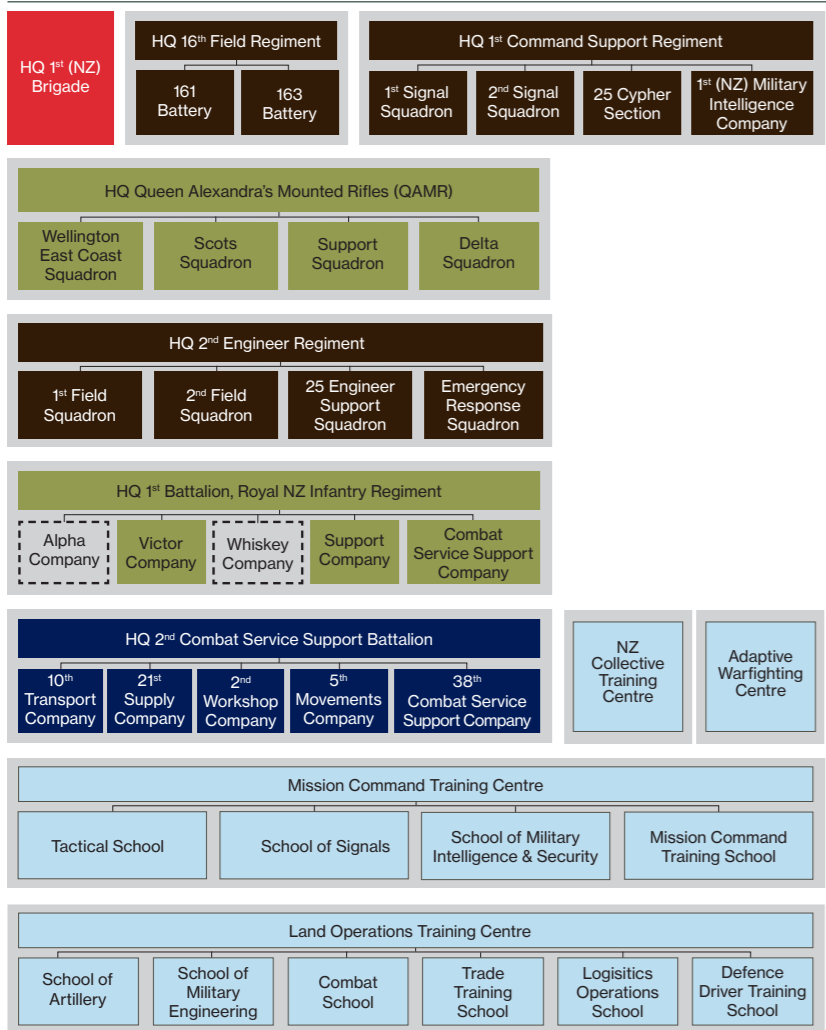 HQ 1st (NZ)
Brigade
HQ 16th Field Regiment
161
Battery
163
Battery
HQ 1st Command Support Regiment
1st Signal
Squadron
2nd Signal
Squadron
25 Cypher
Section
1st (NZ) Military
Intelligence
Company
HQ Queen Alexandra's Mounted Rifles (QAMR)
Wellington
East Coast
Squadron
Scots
Squadron
Support
Squadron
Delta
Squadron
HQ 2nd Engineer Regiment
1st Field
Squadron
2nd Field
Squadron
25 Engineer
Support
Squadron
Emergency
Response
Squadron
HQ 1st Battalion, Royal NZ Infantry Regiment
Alpha
Company
Victor
Company
Whiskey
Company
Support
Company
Combat
Service Support
Company
HQ 2nd Combat Service Support Battalion
10th
Transport
Company
21st
Supply
Company
2nd
Workshop
Company
5th
Movements
Company
38th
Combat Service
Support Company
NZ
Collective
Training
Centre
Adaptive
Warfighting
Centre
Mission Command Training Centre
Tactical School
School of Signals
School of Military
Intelligence & Security
Mission Command
Training School
Land Operations Training Centre
School of
Artillery
School of
Military
Engineering
Combat
School
Trade
Training
School
Logisitics
Operations
School
Defence
Driver Training
School